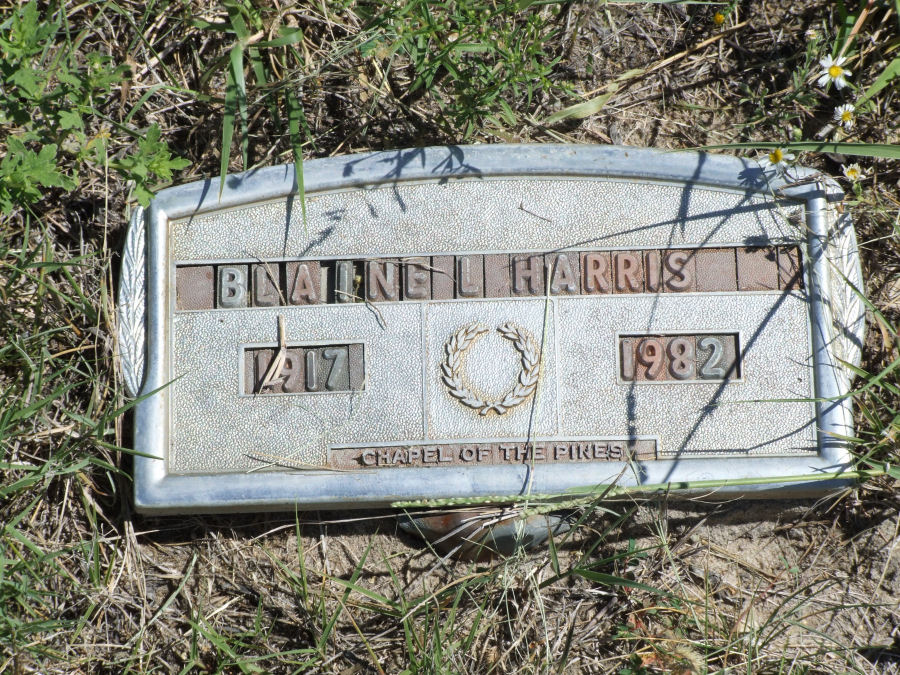 BLAINE L HARRIS
1917 1982
CHAPEL OF THE PINES